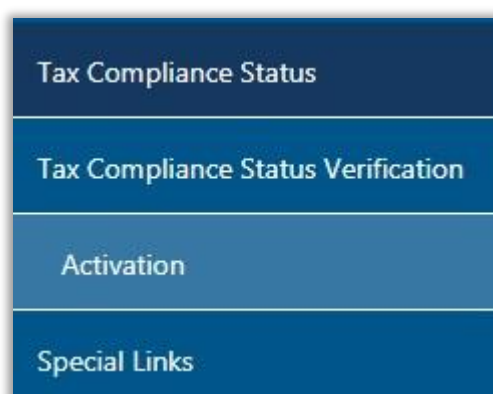 Tax Compliance Status
Tax Compliance Status Verification
Activation
Special Links